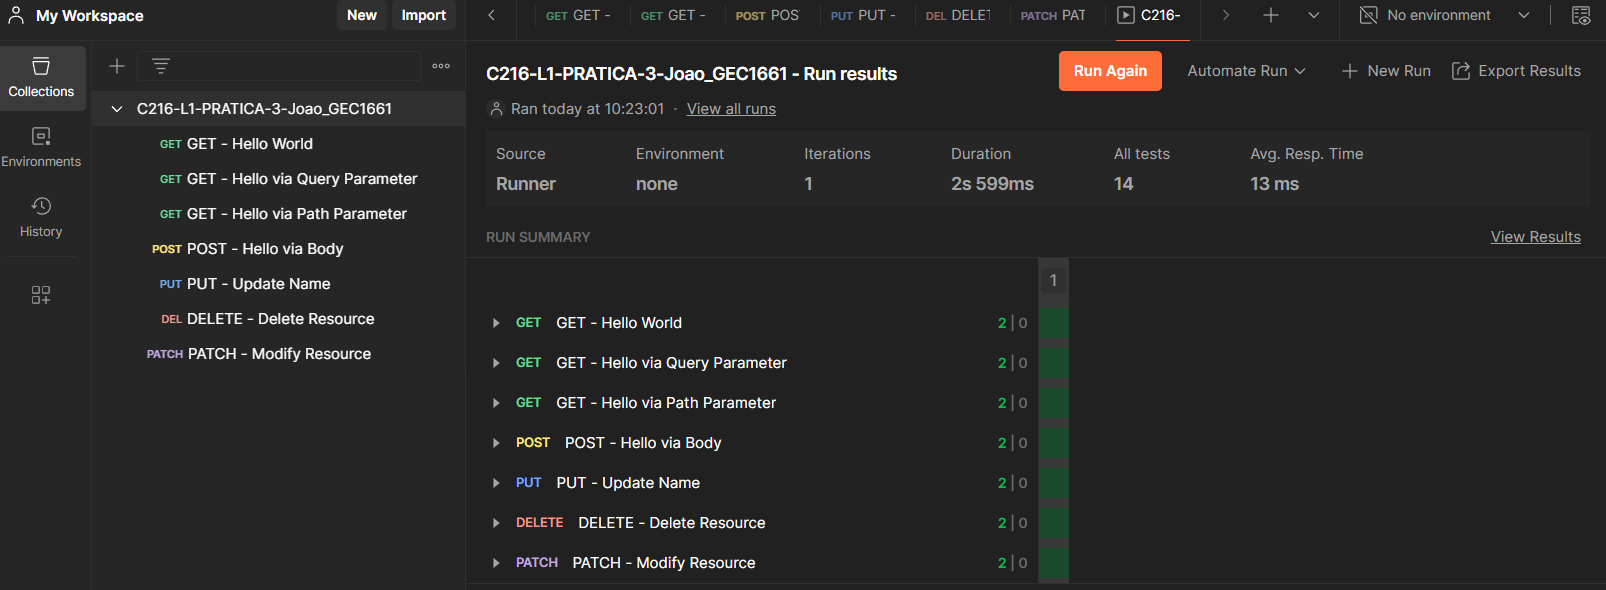 My Workspace
New
Import
GET GET -
GET GET -
POST POS
PUT PUT -
DEL DELET
PATCH PAT
C216-
No environment
Collections
Environments
History
C216-L1-PRATICA-3-Joao_GEC1661
GET GET - Hello World
GET GET - Hello via Query Parameter
GET GET - Hello via Path Parameter
POST POST - Hello via Body
PUT PUT - Update Name
DEL DELETE - Delete Resource
PATCH PATCH - Modify Resource
C216-L1-PRATICA-3-Joao_GEC1661 - Run results
Run Again
Automate Run
New Run
Export Results
Ran today at 10:23:01 · View all runs
Source Environment Iterations Duration All tests Avg. Resp. Time
Runner none 1 2s 599ms 14 13 ms
RUN SUMMARY
View Results
1
GET GET - Hello World 2 | 0
GET GET - Hello via Query Parameter 2 | 0
GET GET - Hello via Path Parameter 2 | 0
POST POST - Hello via Body 2 | 0
PUT PUT - Update Name 2 | 0
DELETE DELETE - Delete Resource 2 | 0
PATCH PATCH - Modify Resource 2 | 0